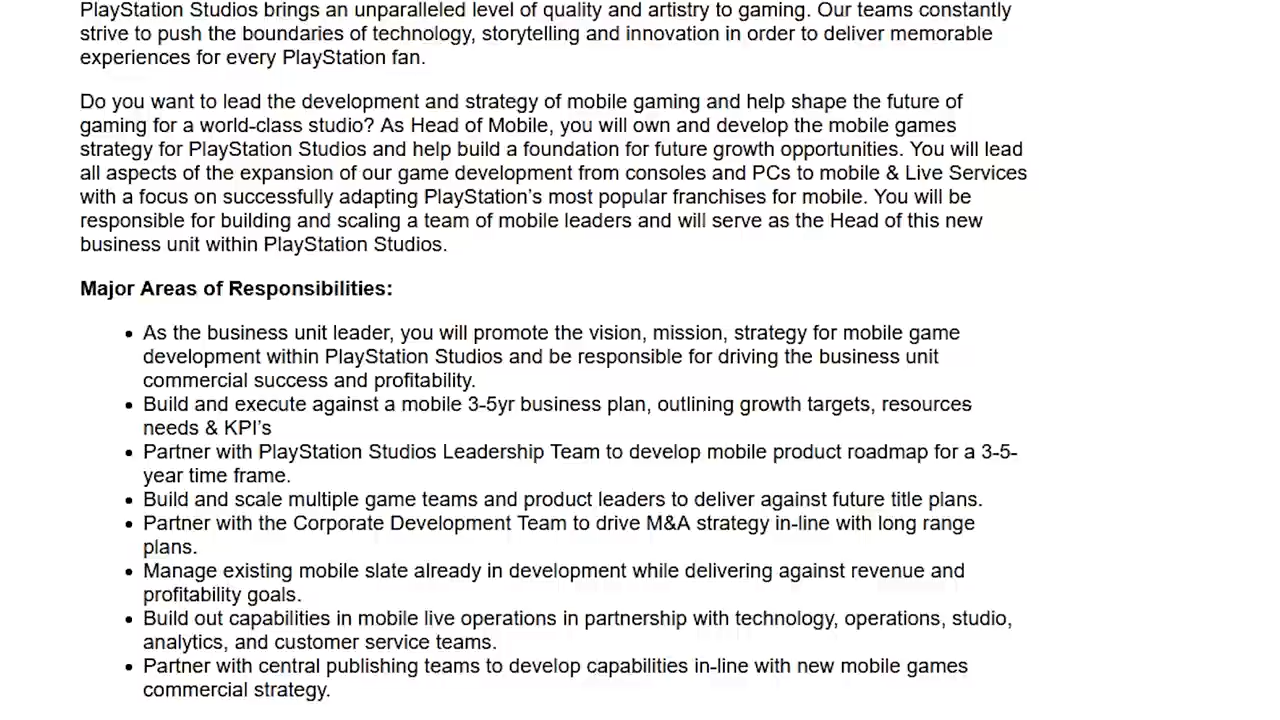 PlayStation Studios brings an unparalleled level of quality and artistry to gaming. Our teams constantly
strive to push the boundaries of technology, storytelling and innovation in order to deliver memorable
experiences for every PlayStation fan.
Do you want to lead the development and strategy of mobile gaming and help shape the future of
gaming for a world-class studio? As Head of Mobile, you will own and develop the mobile games
strategy for PlayStation Studios and help build a foundation for future growth opportunities. You will lead
all aspects of the expansion of our game development from consoles and PCs to mobile & Live Services
with a focus on successfully adapting PlayStation’s most popular franchises for mobile. You will be
responsible for building and scaling a team of mobile leaders and will serve as the Head of this new
business unit within PlayStation Studios.
Major Areas of Responsibilities:
• As the business unit leader, you will promote the vision, mission, strategy for mobile game
development within PlayStation Studios and be responsible for driving the business unit
commercial success and profitability.
• Build and execute against a mobile 3-5yr business plan, outlining growth targets, resources
needs & KPI’s
• Partner with PlayStation Studios Leadership Team to develop mobile product roadmap for a 3-5-
year time frame.
• Build and scale multiple game teams and product leaders to deliver against future title plans.
• Partner with the Corporate Development Team to drive M&A strategy in-line with long range
plans.
• Manage existing mobile slate already in development while delivering against revenue and
profitability goals.
• Build out capabilities in mobile live operations in partnership with technology, operations, studio,
analytics, and customer service teams.
• Partner with central publishing teams to develop capabilities in-line with new mobile games
commercial strategy.